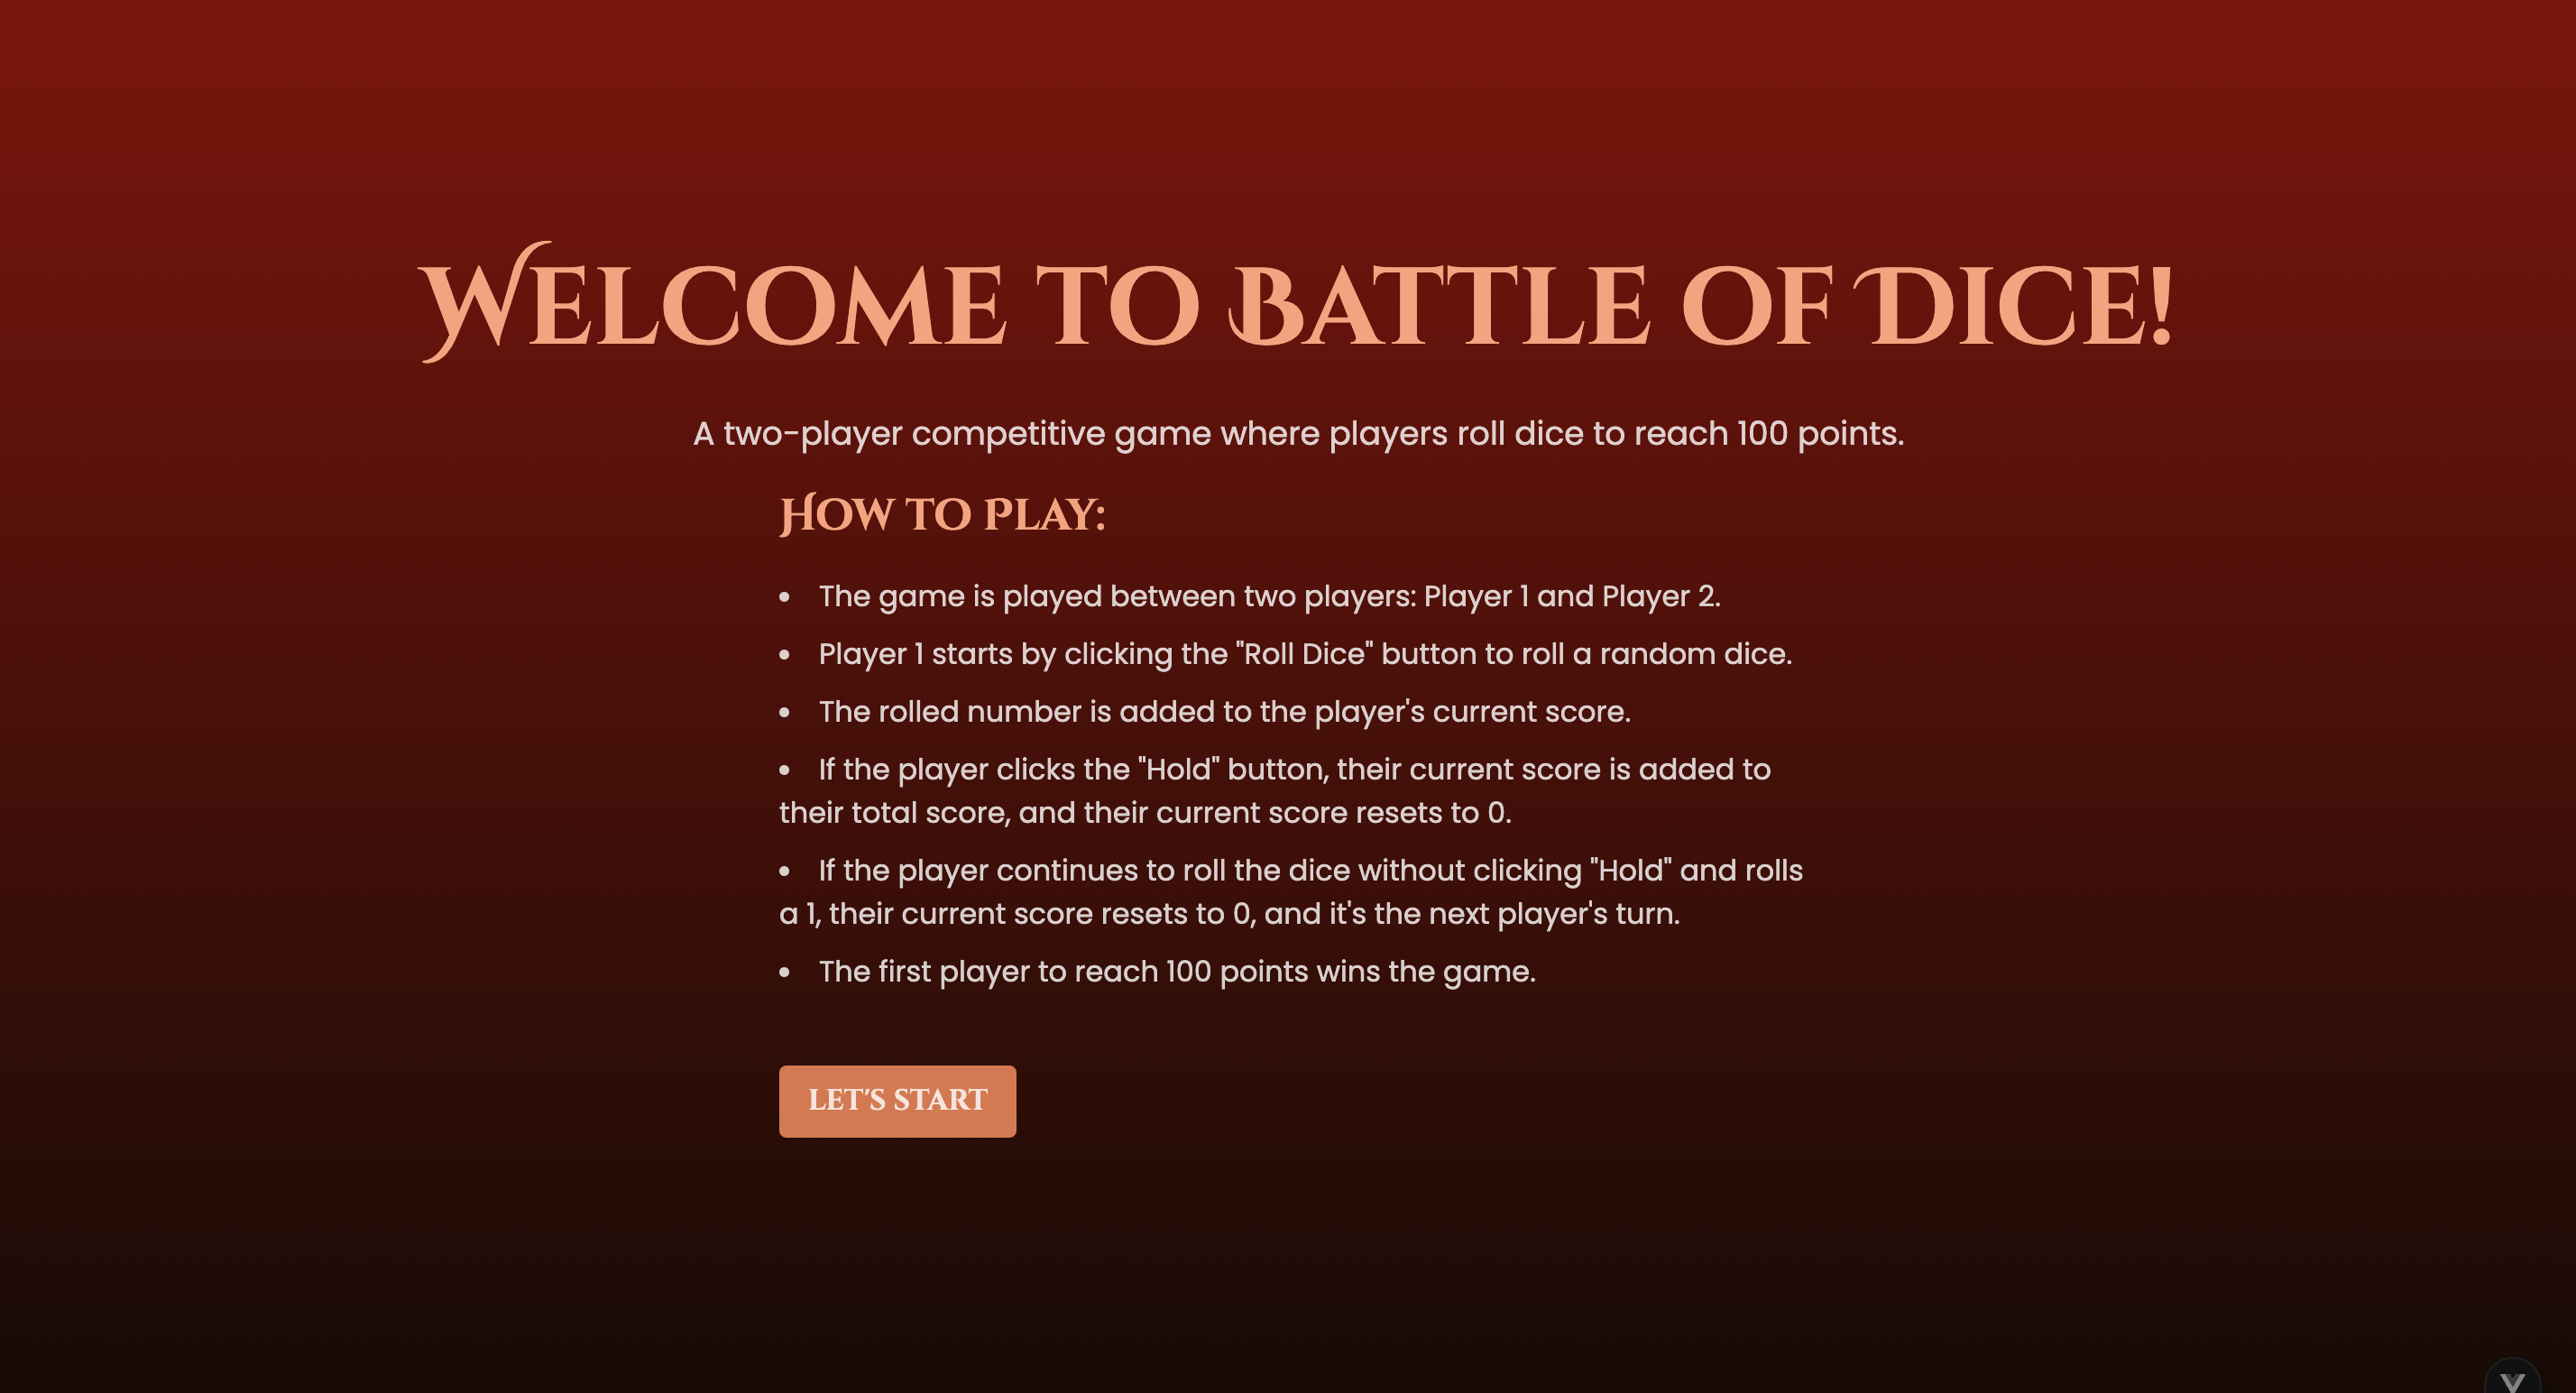 Welcome to Battle of Dice!
A two-player competitive game where players roll dice to reach 100 points.
How to Play:
• The game is played between two players: Player 1 and Player 2.
• Player 1 starts by clicking the "Roll Dice" button to roll a random dice.
• The rolled number is added to the player's current score.
• If the player clicks the "Hold" button, their current score is added to
their total score, and their current score resets to 0.
• If the player continues to roll the dice without clicking "Hold" and rolls
a 1, their current score resets to 0, and it's the next player's turn.
• The first player to reach 100 points wins the game.
LET'S START